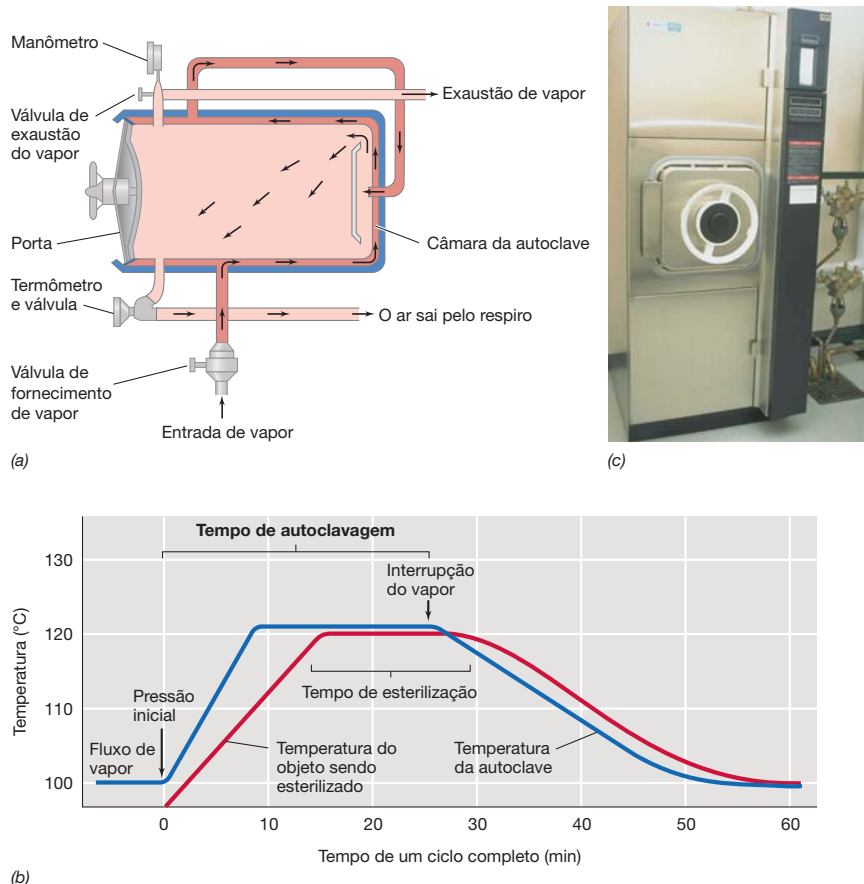 (a)
Manômetro
Válvula de
exaustão
do vapor
Porta
Termômetro
e válvula
Válvula de
fornecimento
de vapor
Entrada de vapor
Exaustão de vapor
Câmara da autoclave
O ar sai pelo respiro
(c)
Temperatura (°C)
130
120
110
100
Tempo de autoclavagem
Interrupção
do vapor
Tempo de esterilização
Pressão
inicial
Fluxo de
vapor
Temperatura do
objeto sendo
esterilizado
Temperatura
da autoclave
0
10
20
30
40
50
60
Tempo de um ciclo completo (min)
(b)